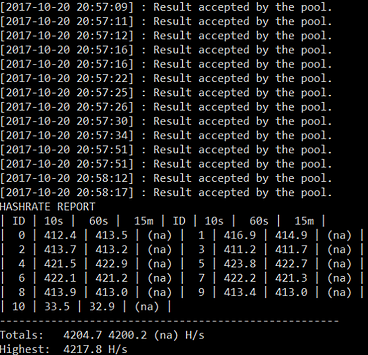 [2017-10-20 20:57:09] : Result accepted by the pool.
[2017-10-20 20:57:11] : Result accepted by the pool.
[2017-10-20 20:57:12] : Result accepted by the pool.
[2017-10-20 20:57:16] : Result accepted by the pool.
[2017-10-20 20:57:16] : Result accepted by the pool.
[2017-10-20 20:57:22] : Result accepted by the pool.
[2017-10-20 20:57:25] : Result accepted by the pool.
[2017-10-20 20:57:26] : Result accepted by the pool.
[2017-10-20 20:57:30] : Result accepted by the pool.
[2017-10-20 20:57:34] : Result accepted by the pool.
[2017-10-20 20:57:51] : Result accepted by the pool.
[2017-10-20 20:57:51] : Result accepted by the pool.
[2017-10-20 20:58:12] : Result accepted by the pool.
[2017-10-20 20:58:17] : Result accepted by the pool.
HASHRATE REPORT
| ID | 10s | 60s | 15m | ID | 10s | 60s | 15m |
| 0 | 412.4 | 413.5 | (na) | 1 | 416.9 | 414.9 | (na) |
| 2 | 413.7 | 413.2 | (na) | 3 | 411.2 | 411.7 | (na) |
| 4 | 421.5 | 422.9 | (na) | 5 | 423.8 | 422.7 | (na) |
| 6 | 422.1 | 421.2 | (na) | 7 | 422.2 | 421.3 | (na) |
| 8 | 413.9 | 413.0 | (na) | 9 | 413.4 | 413.0 | (na) |
| 10 | 33.5 | 32.9 | (na) |
-----------------------------------------------------
Totals: 4204.7 4200.2 (na) H/s
Highest: 4217.8 H/s